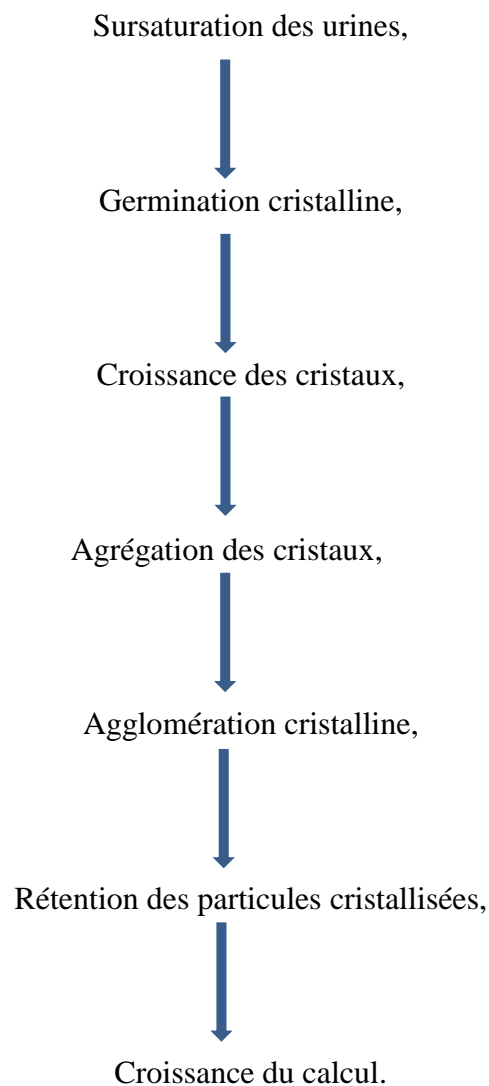 Sursaturation des urines,
Germination cristalline,
Croissance des cristaux,
Agrégation des cristaux,
Agglomération cristalline,
Rétention des particules cristallisées,
Croissance du calcul.